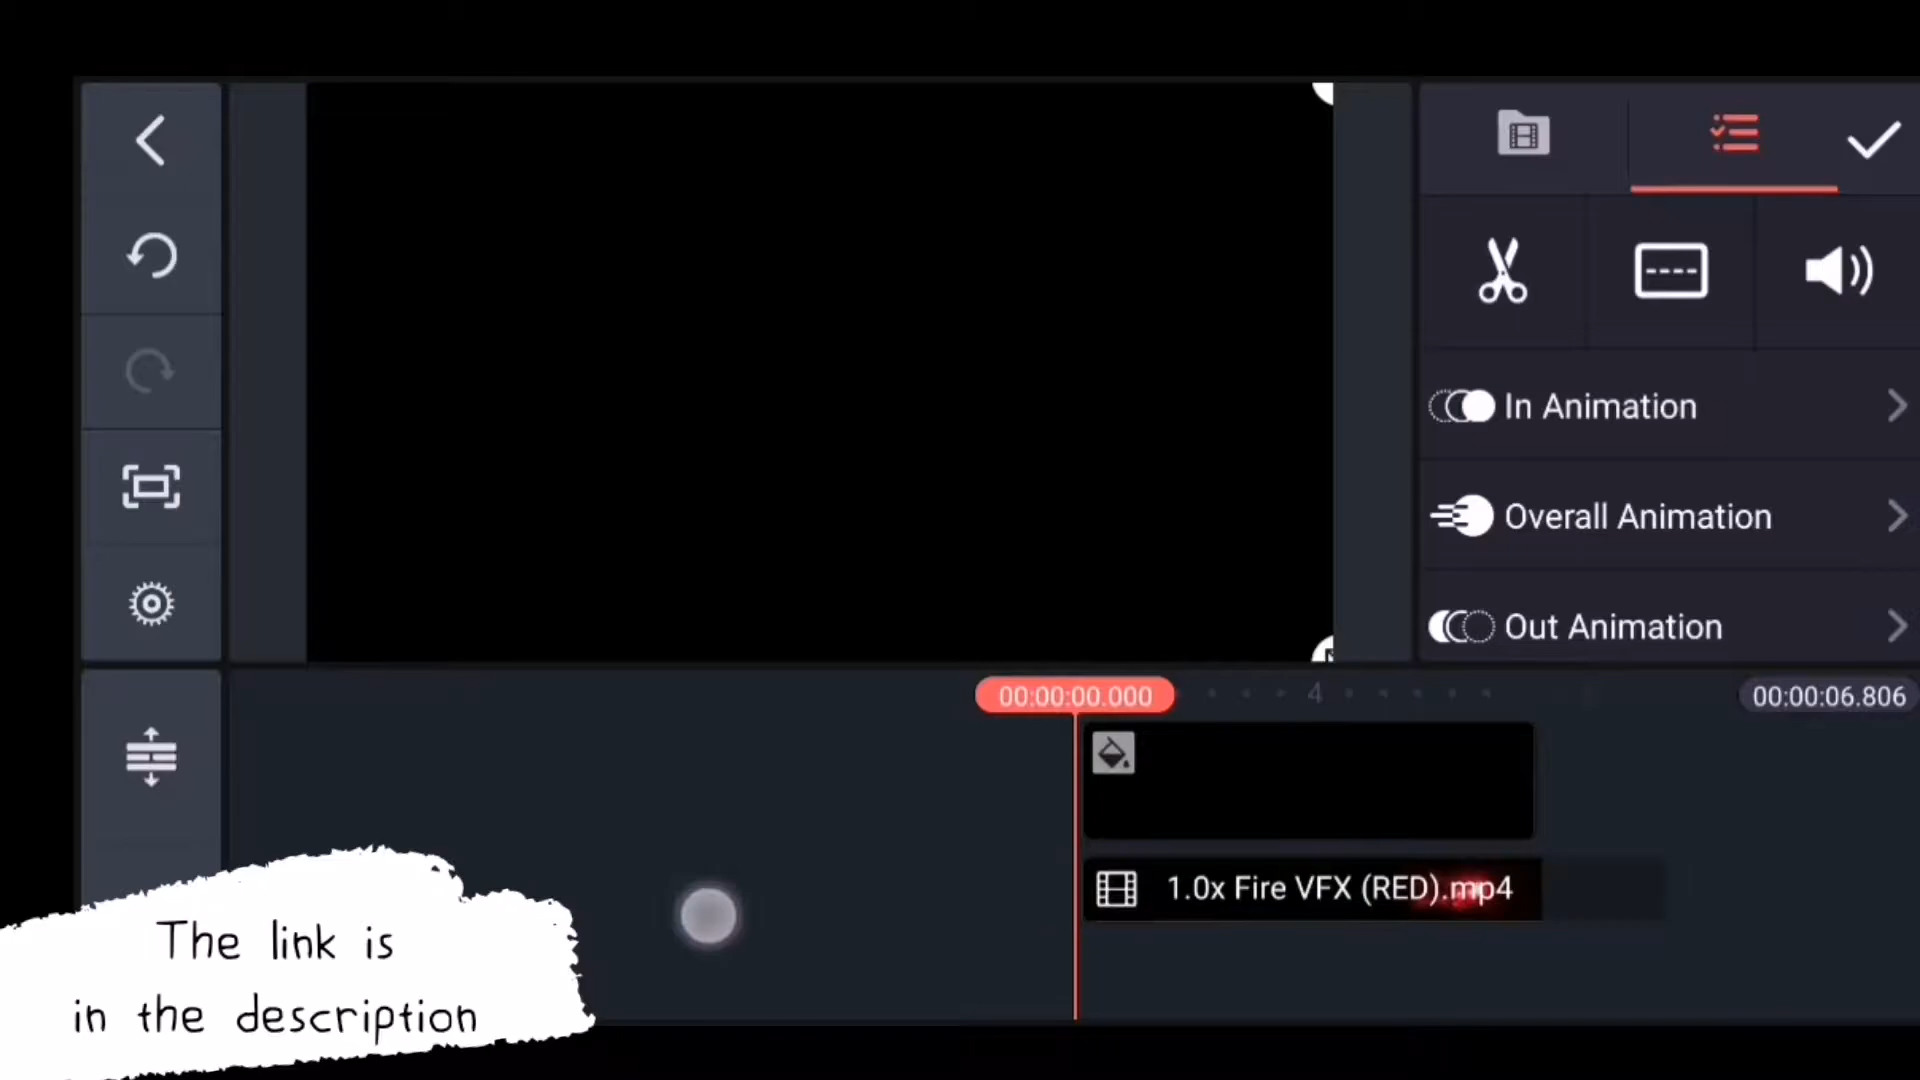 In Animation
Overall Animation
Out Animation
00:00:00.000
4
00:00:06.806
1.0x Fire VFX (RED).mp4
The link is
in the description